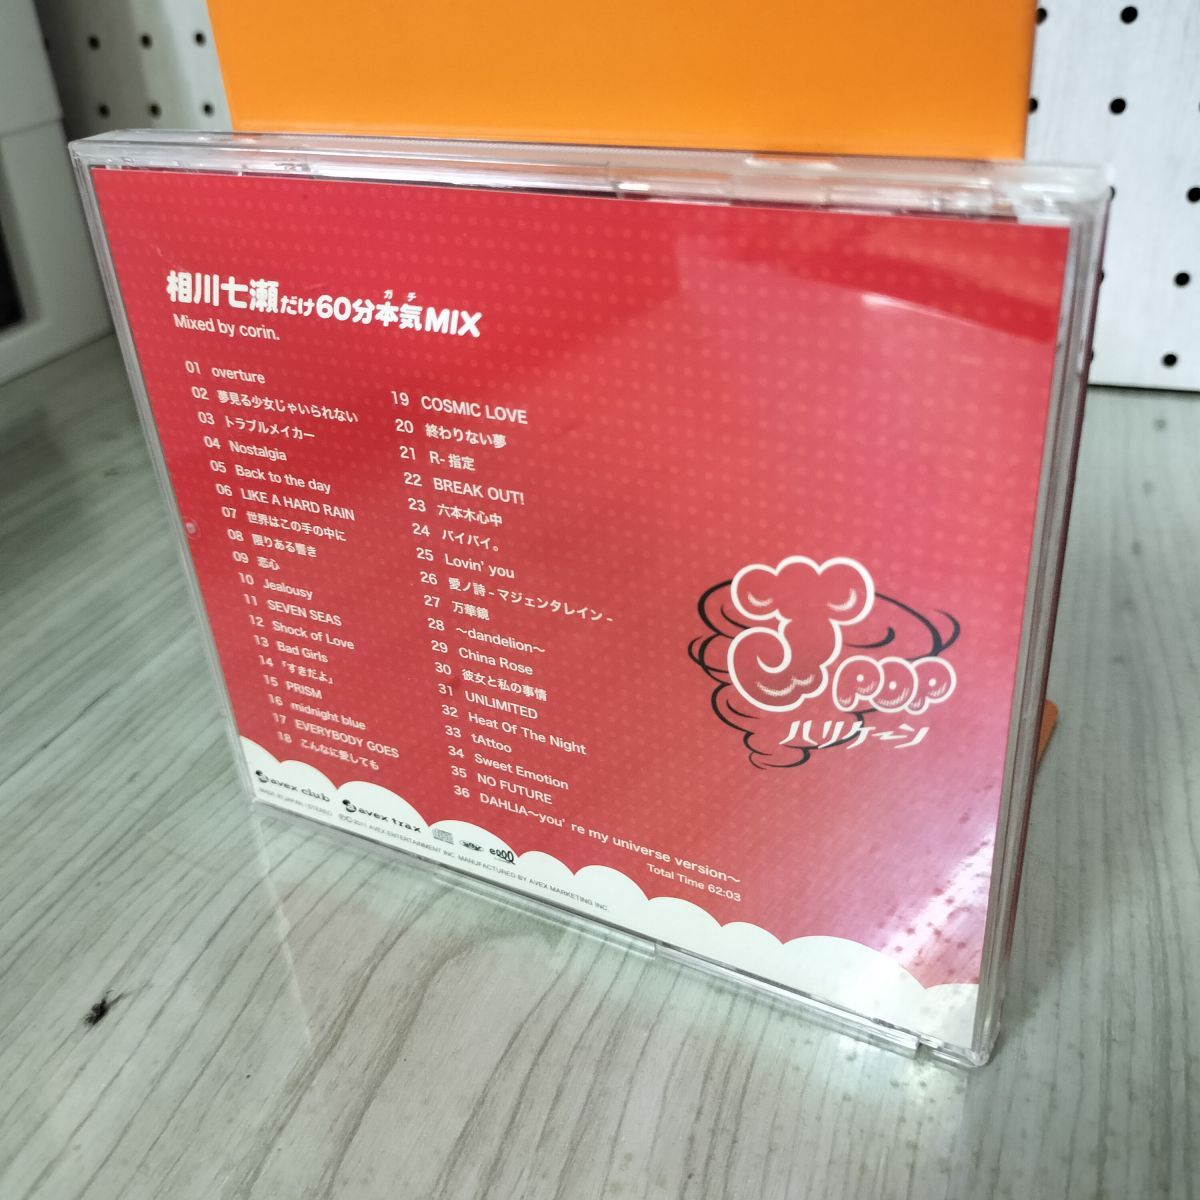 相川七瀬だけ60分本気MIX
ガチ
Mixed by corin.
01 overture
02 夢見る少女じゃいられない
03 トラブルメイカー
04 Nostalgia
05 Back to the day
06 LIKE A HARD RAIN
07 世界はこの手の中に
08 限りある響き
09 恋心
10 Jealousy
11 SEVEN SEAS
12 Shock of Love
13 Bad Girls
14 「すきだよ」
15 PRISM
16 midnight blue
17 EVERYBODY GOES
18 こんなに愛しても
19 COSMIC LOVE
20 終わりない夢
21 R-指定
22 BREAK OUT!
23 六本木心中
24 バイバイ。
25 Lovin' you
26 愛ノ詩-マジェンタレイン-
27 万華鏡
28 〜dandelion〜
29 China Rose
30 彼女と私の事情
31 UNLIMITED
32 Heat Of The Night
33 tAttoo
34 Sweet Emotion
35 NO FUTURE
36 DAHLIA〜you're my universe version〜
Total Time 62:03
J POP
ハリケーン
avex club
avex trax
MADE IN JAPAN / STEREO
℗© 2011 AVEX ENTERTAINMENT INC. MANUFACTURED BY AVEX MARKETING INC.